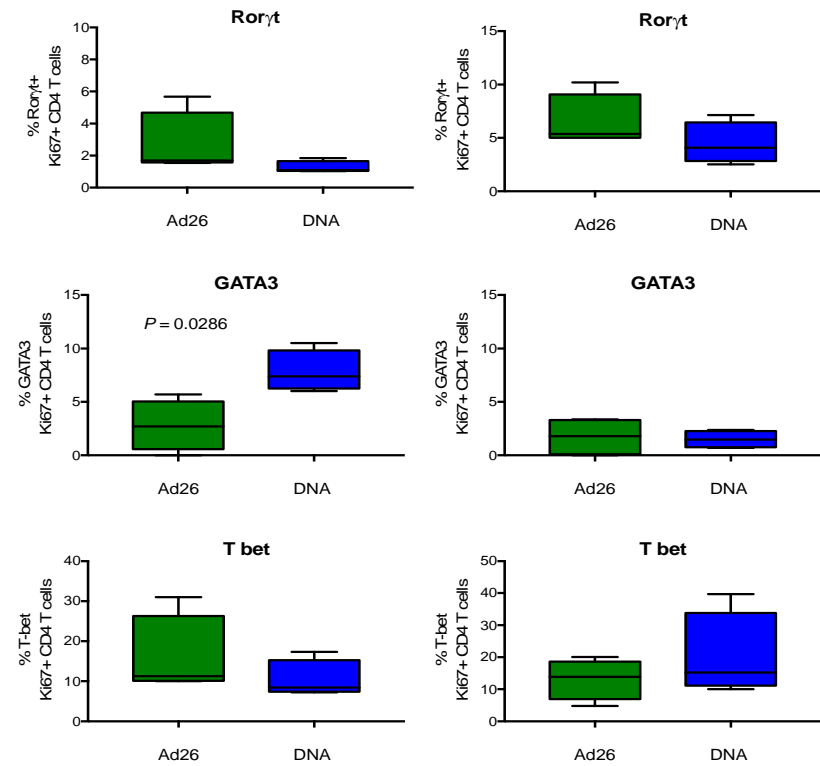 Rorγt
% Rorγt+
Ki67+ CD4 T cells
10
8
6
4
2
0
Ad26
DNA
Rorγt
% Rorγt+
Ki67+ CD4 T cells
15
10
5
0
Ad26
DNA
GATA3
% GATA3
Ki67+ CD4 T cells
15
10
5
0
P = 0.0286
Ad26
DNA
GATA3
% GATA3
Ki67+ CD4 T cells
15
10
5
0
Ad26
DNA
T bet
% T-bet
Ki67+ CD4 T cells
40
30
20
10
0
Ad26
DNA
T bet
% T-bet
Ki67+ CD4 T cells
50
40
30
20
10
0
Ad26
DNA